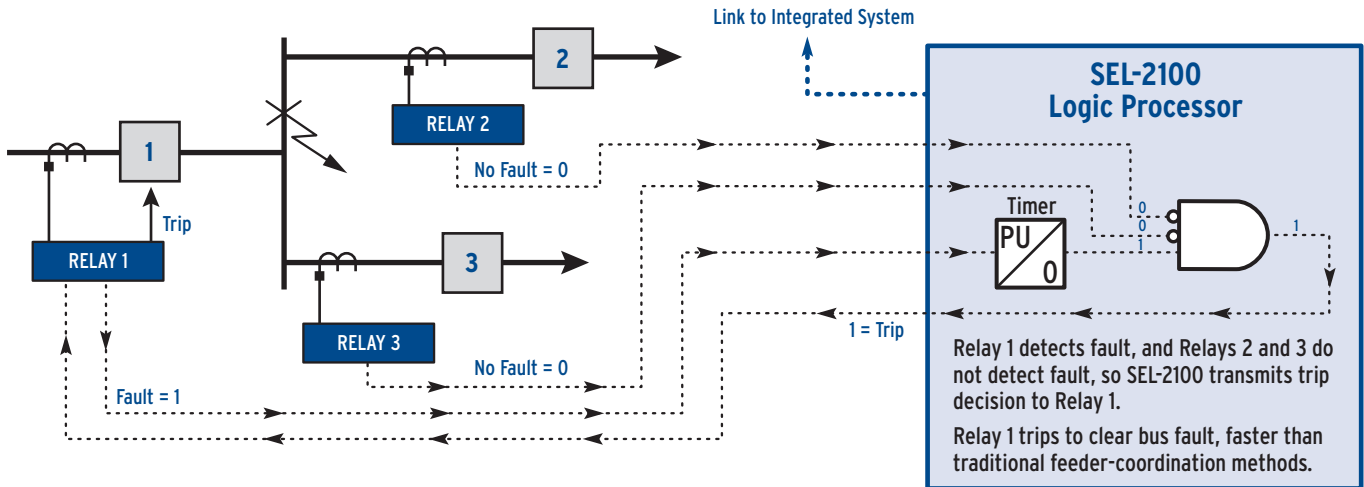 Link to Integrated System
2
SEL-2100
Logic Processor
RELAY 2
1
No Fault = 0
Trip
Timer
0
0
1
1
PU
0
RELAY 1
3
1 = Trip
RELAY 3
No Fault = 0
Fault = 1
Relay 1 detects fault, and Relays 2 and 3 do
not detect fault, so SEL-2100 transmits trip
decision to Relay 1.
Relay 1 trips to clear bus fault, faster than
traditional feeder-coordination methods.